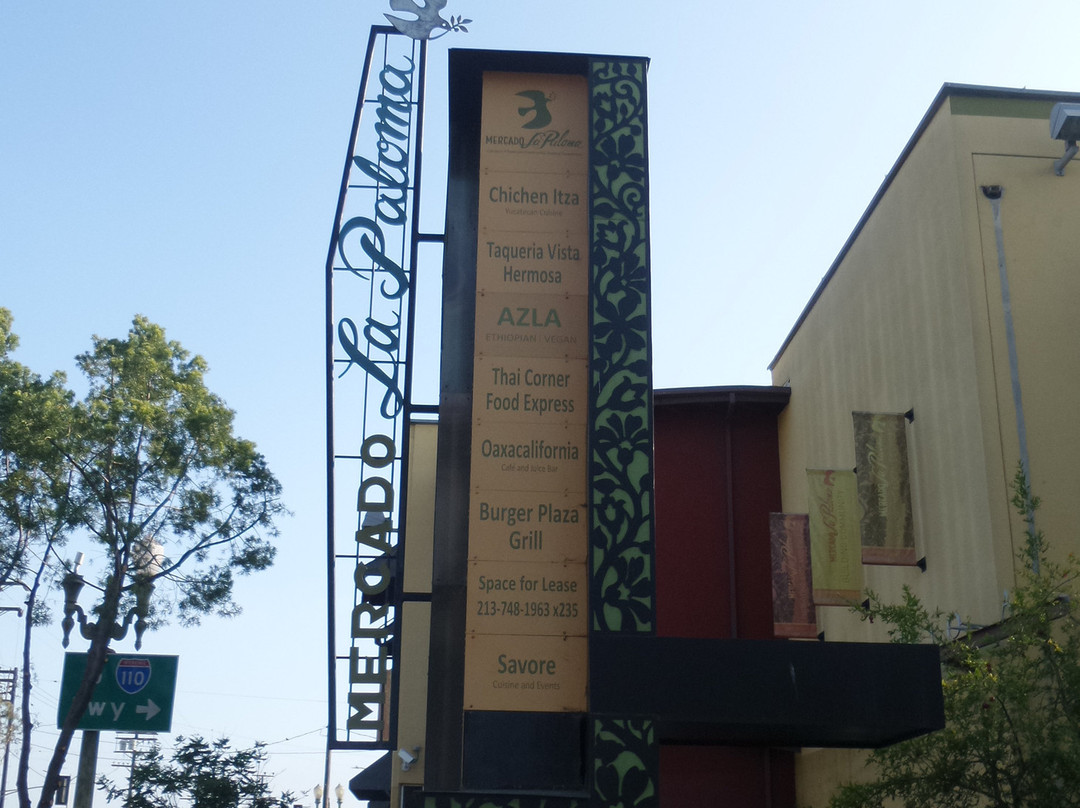 MERCADO La Paloma
MERCADO La Paloma
Chichen Itza
Yucatecan Cuisine
Taqueria Vista
Hermosa
AZLA
ETHIOPIAN VEGAN
Thai Corner
Food Express
Oaxacalifornia
Café and Juice Bar
Burger Plaza
Grill
Space for Lease
213-748-1963 x235
Savore
Cuisine and Events
110
wy